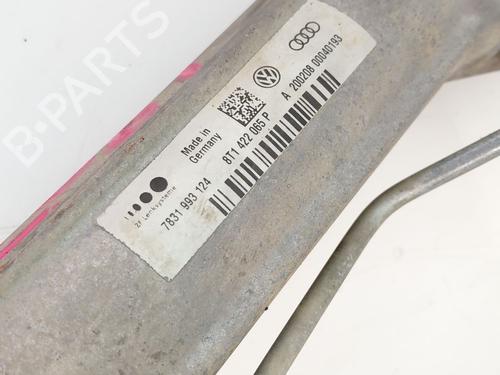 B-PARTS
A 200208 00040193
8T1 422 065 P
Made in
Germany
7831 993 124
ZF Lenksysteme